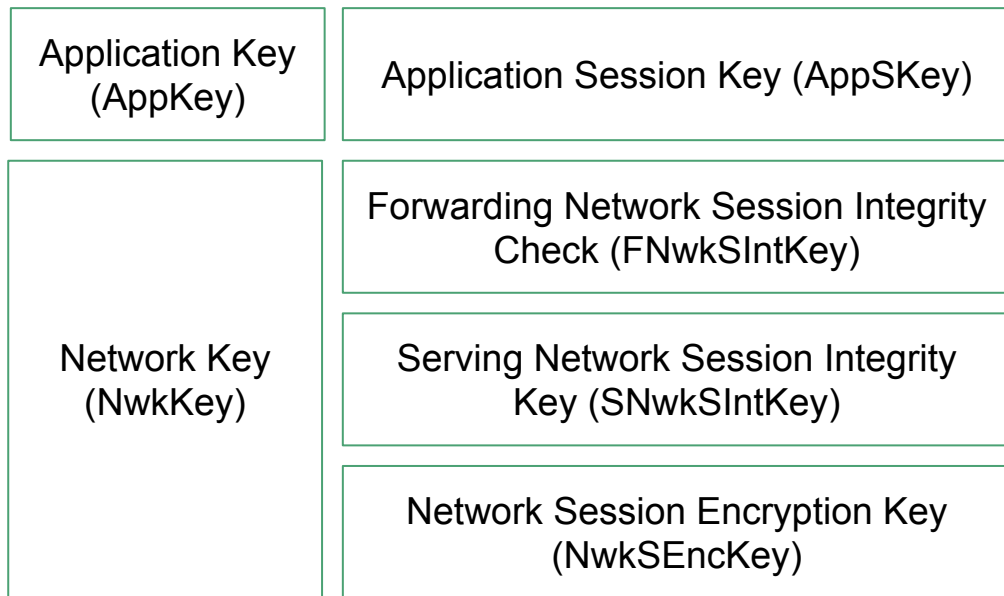 Application Key
(AppKey)
Application Session Key (AppSKey)
Network Key
(NwkKey)
Forwarding Network Session Integrity
Check (FNwkSIntKey)
Serving Network Session Integrity
Key (SNwkSIntKey)
Network Session Encryption Key
(NwkSEncKey)